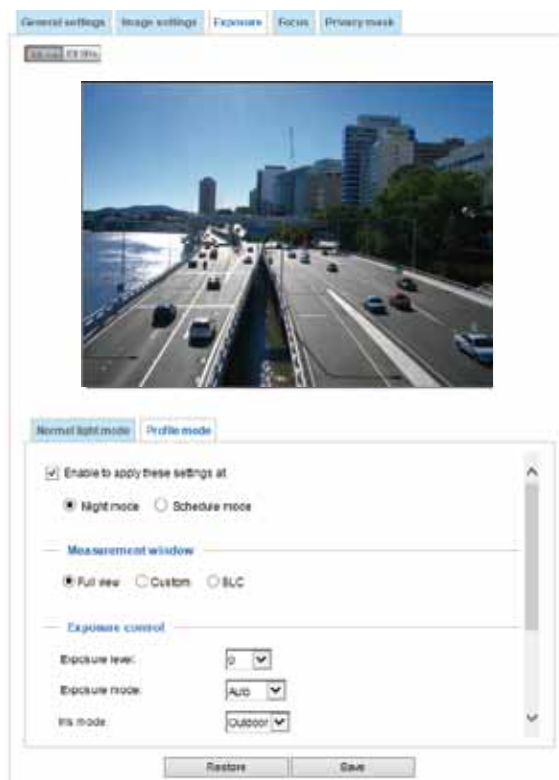 General settings Image settings Exposure Focus Privacy mask
Normal light mode Profile mode
Enable to apply these settings at
Night mode Schedule mode
Measurement window
Full view Custom BLC
Exposure control
Exposure level: 0
Exposure mode: Auto
Iris mode: Outdoor
Restore Save